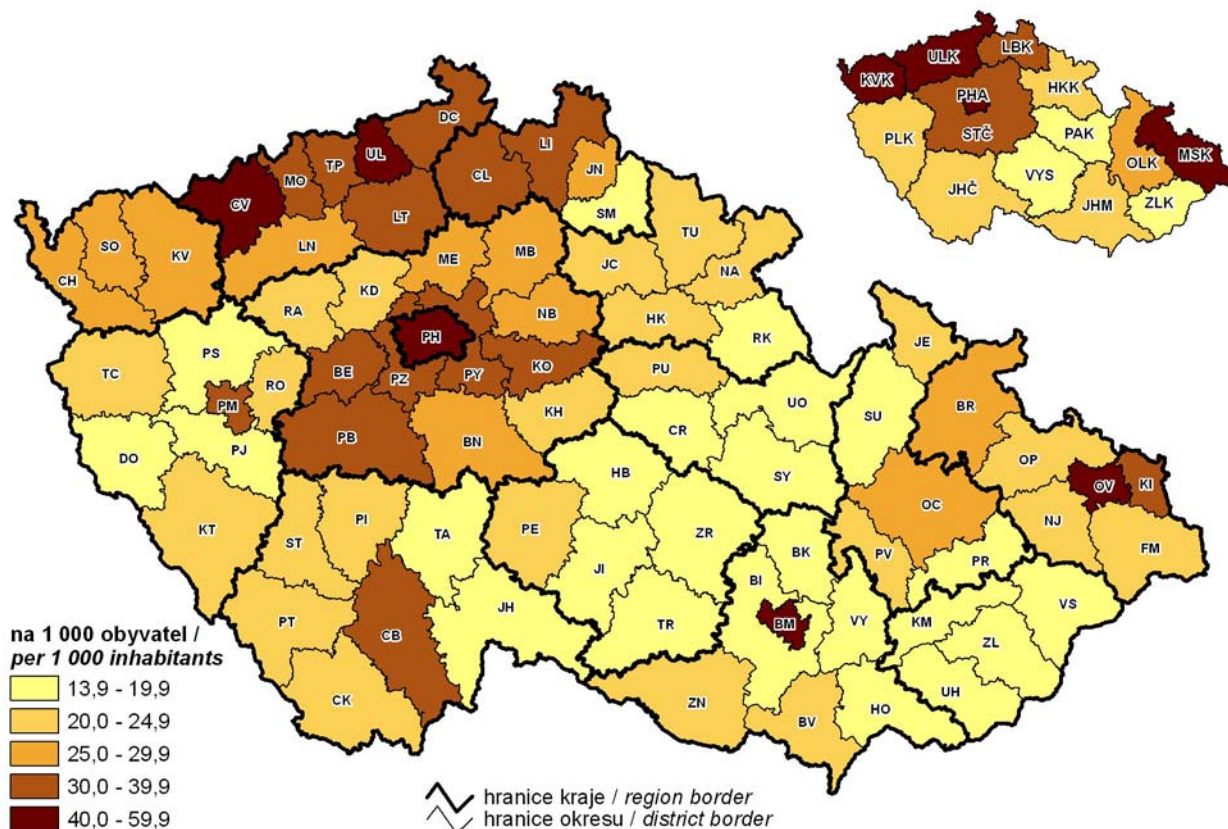 KVK
ULK
LBK
PHA
HKK
STČ
PLK
PAK
OLK
MSK
VYS
JHČ
JHM
ZLK
DC
UL
LI
TP
MO
CL
JN
CV
LT
SM
SO
KV
LN
ME
MB
TU
CH
JC
NA
KD
RA
NB
HK
PH
RK
JE
PS
TC
RO
BE
PZ
PY
KO
PU
PM
KH
UO
SU
BR
DO
PJ
PB
BN
CR
HB
SY
OP
OV
KI
OC
NJ
KT
ST
PI
TA
PE
ZR
BK
PV
PR
FM
JI
BI
VS
PT
CB
JH
TR
BM
VY
KM
ZL
CK
ZN
BV
HO
UH
na 1 000 obyvatel /
per 1 000 inhabitants
13,9 - 19,9
20,0 - 24,9
25,0 - 29,9
30,0 - 39,9
40,0 - 59,9
hranice kraje / region border
hranice okresu / district border